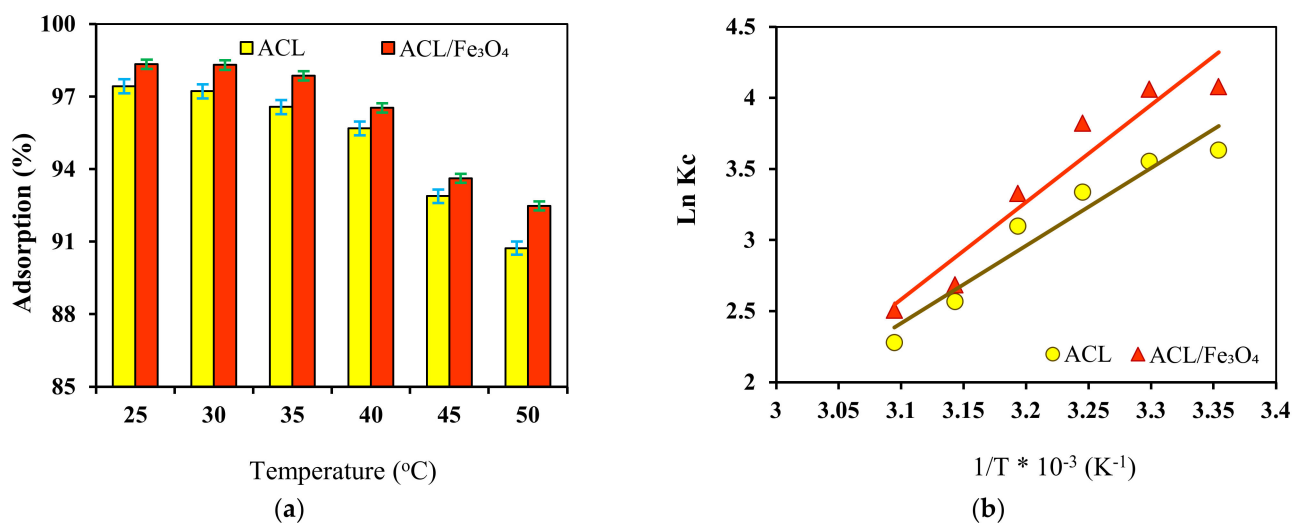 100
97
94
91
88
85
Adsorption (%)
ACL
ACL/Fe₃O₄
25 30 35 40 45 50
Temperature (ᵒC)
(a)
4.5
4
3.5
3
2.5
2
Ln Kc
ACL
ACL/Fe₃O₄
3 3.05 3.1 3.15 3.2 3.25 3.3 3.35 3.4
1/T * 10⁻³ (K⁻¹)
(b)